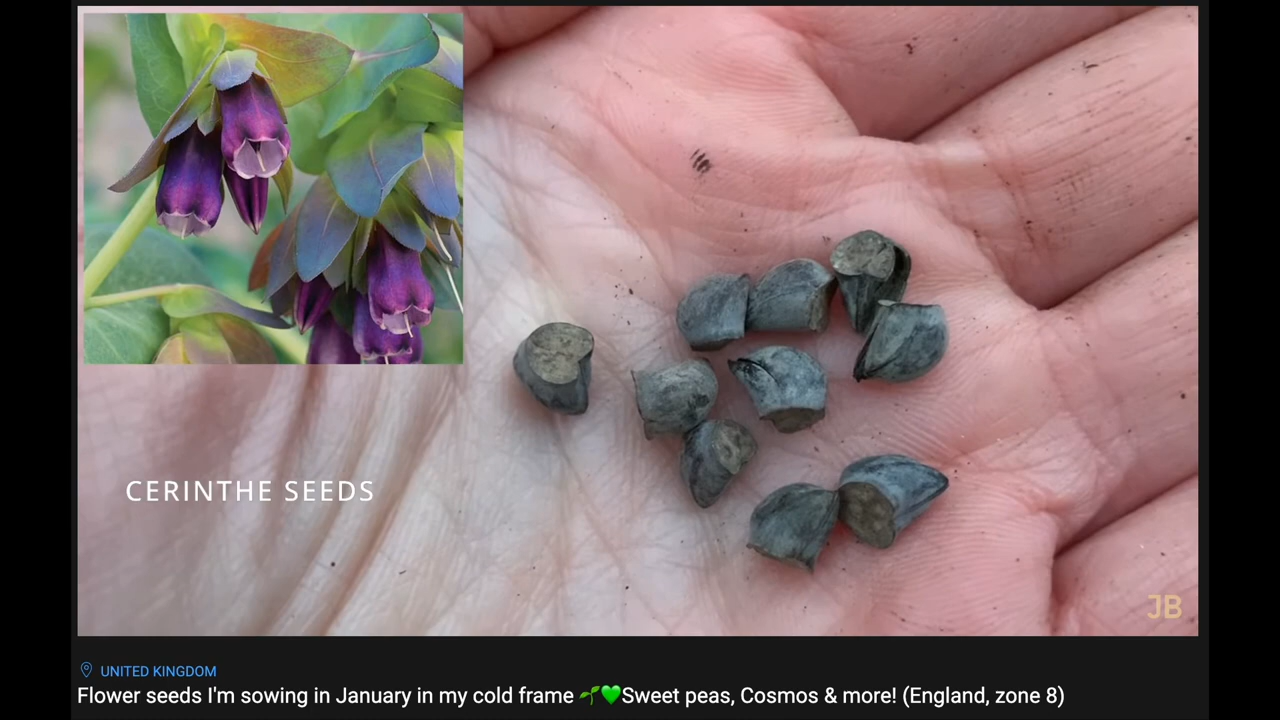 CERINTHE SEEDS
JB
UNITED KINGDOM
Flower seeds I'm sowing in January in my cold frame 🌱💚Sweet peas, Cosmos & more! (England, zone 8)